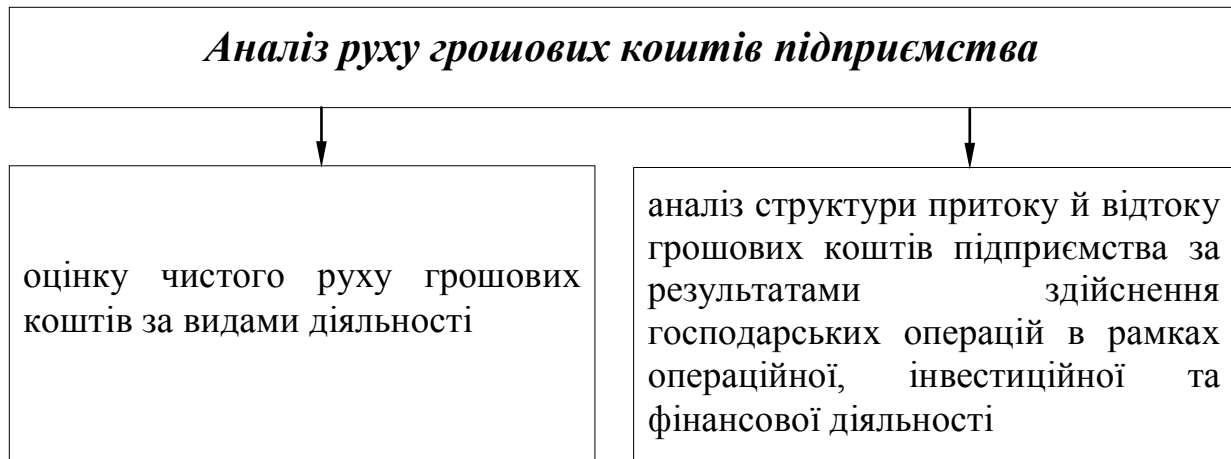 Аналіз руху грошових коштів підприємства
оцінку чистого руху грошових
коштів за видами діяльності
аналіз структури притоку й відтоку
грошових коштів підприємства за
результатами здійснення
господарських операцій в рамках
операційної, інвестиційної та
фінансової діяльності